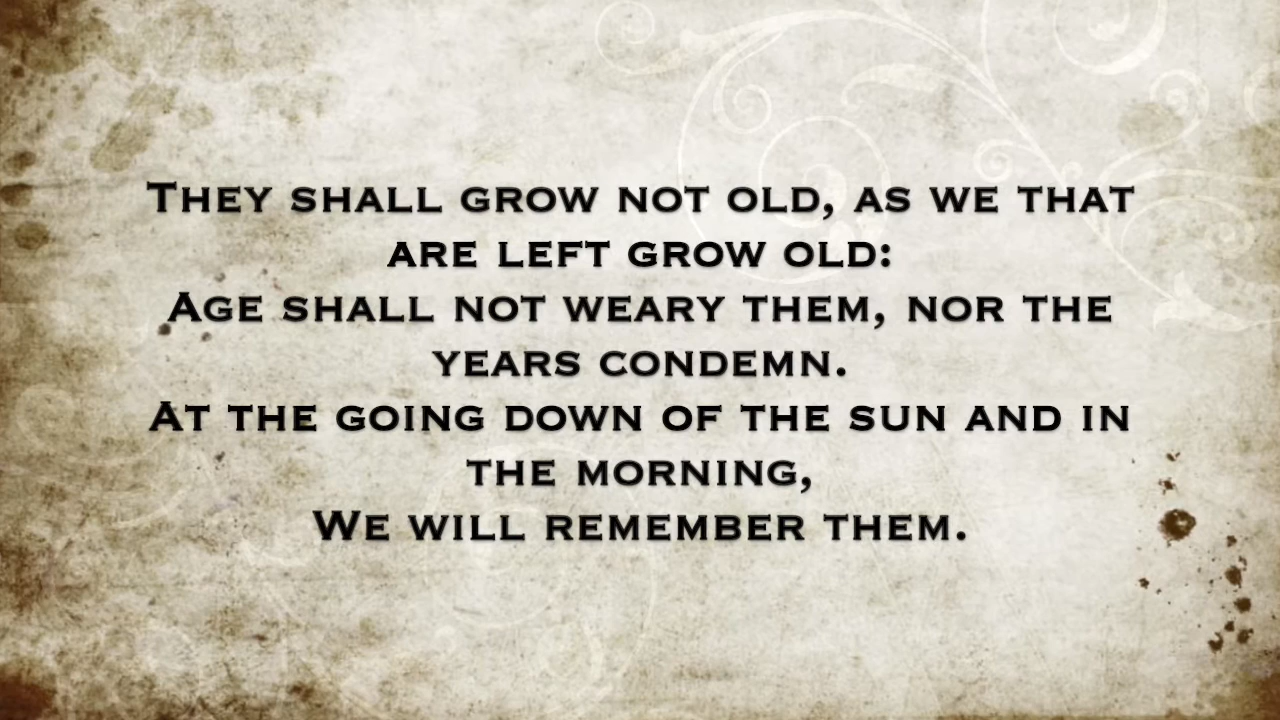 They shall grow not old, as we that
are left grow old:
Age shall not weary them, nor the
years condemn.
At the going down of the sun and in
the morning,
We will remember them.